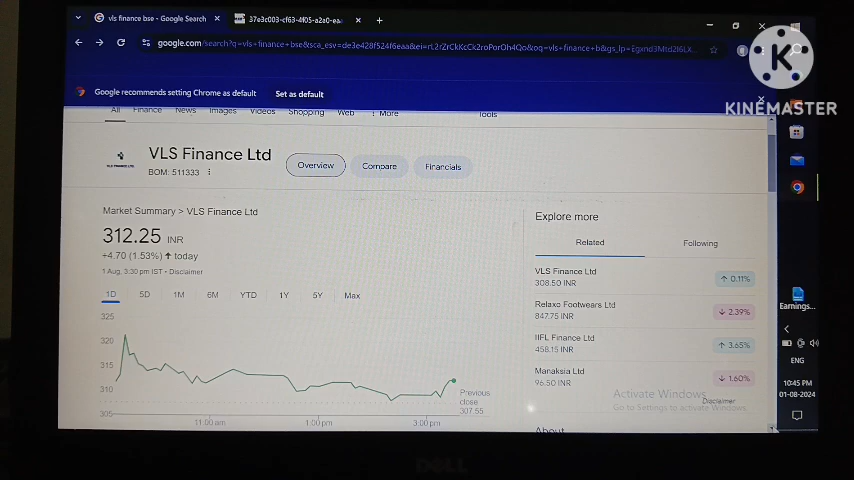 vls finance bse - Google Search
37e3c003-cf63-4f05-a2a0-ea
Google recommends setting Chrome as default
Set as default
All
Finance
News
Images
Videos
Shopping
Web
More
Tools
KINEMASTER
VLS FINANCE LTD.
VLS Finance Ltd
BOM: 511333
Overview
Compare
Financials
Market Summary > VLS Finance Ltd
312.25 INR
+4.70 (1.53%) ↑ today
1 Aug, 3:30 pm IST • Disclaimer
1D 5D 1M 6M YTD 1Y 5Y Max
325
320
315
310
305
11:00 am 1:00 pm 3:00 pm
Previous
close
307.55
Explore more
Related Following
VLS Finance Ltd
308.50 INR
↑ 0.11%
Relaxo Footwears Ltd
847.75 INR
↓ 2.39%
IIFL Finance Ltd
458.15 INR
↑ 3.65%
Manaksia Ltd
96.50 INR
↓ 1.60%
Disclaimer
About
Activate Windows
Go to Settings to activate Windows.
Earnings...
ENG
10:45 PM
01-08-2024
DELL